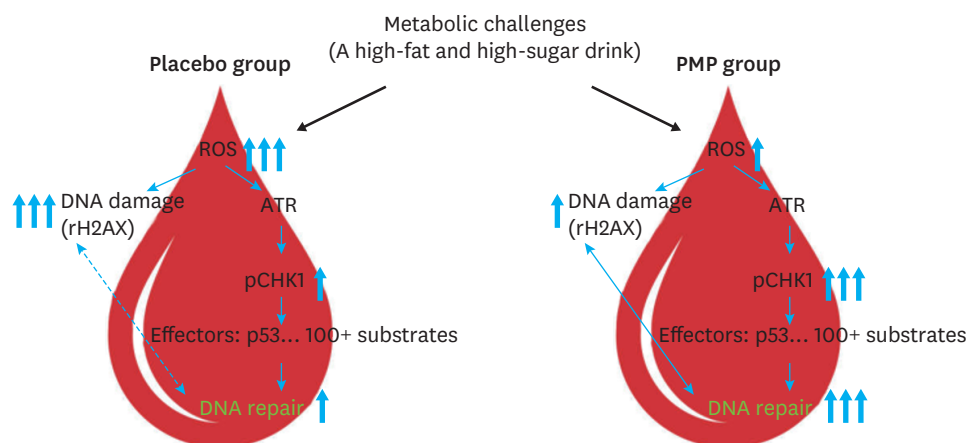 Metabolic challenges
(A high-fat and high-sugar drink)
Placebo group
ROS
DNA damage
(rH2AX)
ATR
pCHK1
Effectors: p53... 100+ substrates
DNA repair
PMP group
ROS
DNA damage
(rH2AX)
ATR
pCHK1
Effectors: p53... 100+ substrates
DNA repair